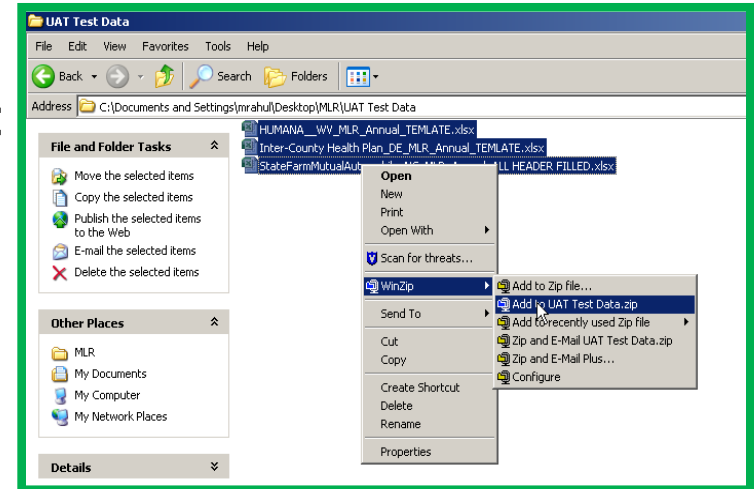 UAT Test Data
File Edit View Favorites Tools Help
Back Search Folders
Address C:\Documents and Settings\mrahul\Desktop\MLR\UAT Test Data
File and Folder Tasks
Move the selected items
Copy the selected items
Publish the selected items
to the Web
E-mail the selected items
Delete the selected items
Other Places
MLR
My Documents
My Computer
My Network Places
Details
HUMANA__WV_MLR_Annual_TEMLATE.xlsx
Inter-County Health Plan_DE_MLR_Annual_TEMLATE.xlsx
StateFarmMutualAut ALL HEADER FILLED.xlsx
Open
New
Print
Open With
Scan for threats...
WinZip
Send To
Cut
Copy
Create Shortcut
Delete
Rename
Properties
Add to Zip file...
Add to UAT Test Data.zip
Add to recently used Zip file
Zip and E-Mail UAT Test Data.zip
Zip and E-Mail Plus...
Configure